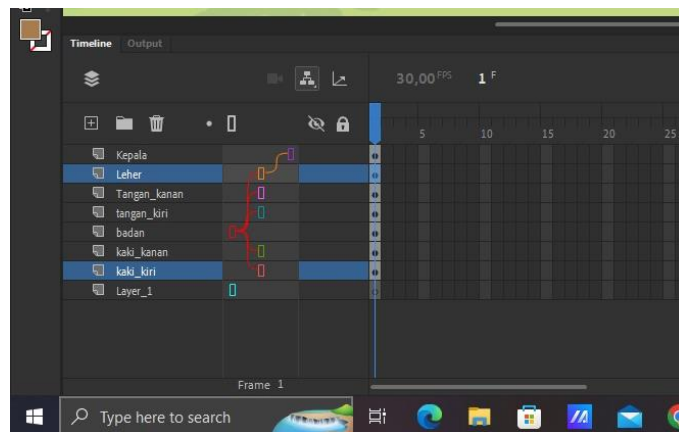 Timeline Output
30,00 FPS 1 F
5 10 15 20 25
Kepala
Leher
Tangan_kanan
tangan_kiri
badan
kaki_kanan
kaki_kiri
Layer_1
Frame 1
Type here to search